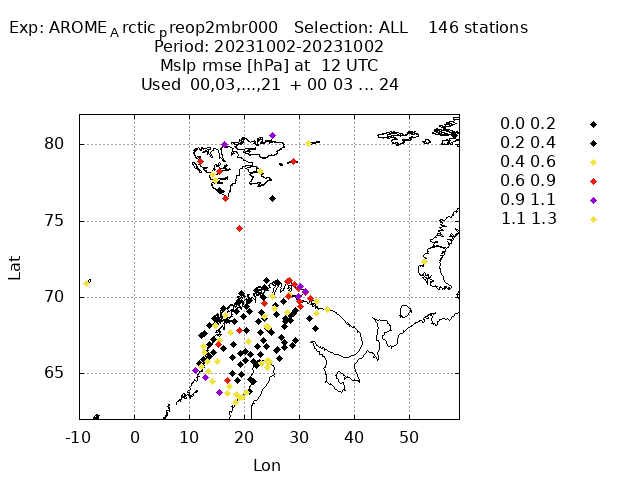 Exp: AROME_Arctic_preop2mbr000 Selection: ALL 146 stations
Period: 20231002-20231002
Mslp rmse [hPa] at 12 UTC
Used 00,03,...,21 + 00 03 ... 24
0.0 0.2
0.2 0.4
0.4 0.6
0.6 0.9
0.9 1.1
1.1 1.3
80
75
70
65
Lat
-10 0 10 20 30 40 50
Lon